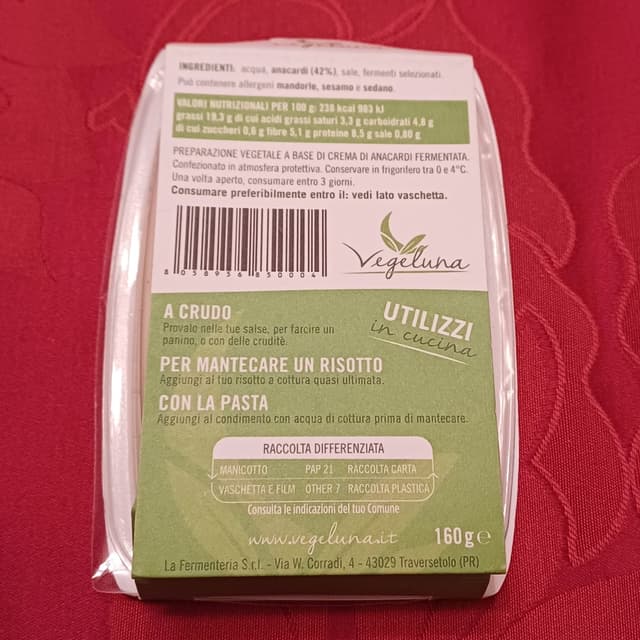 Vegeluna
INGREDIENTI: acqua, anacardi (42%), sale, fermenti selezionati.
Può contenere allergeni mandorle, sesamo e sedano.
VALORI NUTRIZIONALI PER 100 g: 238 kcal 983 kJ
grassi 19,3 g di cui acidi grassi saturi 3,3 g carboidrati 4,8 g
di cui zuccheri 0,6 g fibre 5,1 g proteine 8,5 g sale 0,80 g
PREPARAZIONE VEGETALE A BASE DI CREMA DI ANACARDI FERMENTATA.
Confezionato in atmosfera protettiva. Conservare in frigorifero tra 0 e 4°C.
Una volta aperto, consumare entro 3 giorni.
Consumare preferibilmente entro il: vedi lato vaschetta.
8 058936 850004
Vegeluna
UTILIZZI
in cucina
A CRUDO
Provalo nelle tue salse, per farcire un
panino, o con delle crudité.
PER MANTECARE UN RISOTTO
Aggiungi al tuo risotto a cottura quasi ultimata.
CON LA PASTA
Aggiungi al condimento con acqua di cottura prima di mantecare.
RACCOLTA DIFFERENZIATA
MANICOTTO PAP 21 RACCOLTA CARTA
VASCHETTA E FILM OTHER 7 RACCOLTA PLASTICA
Consulta le indicazioni del tuo Comune
www.vegeluna.it
160g e
La Fermenteria S.r.l. - Via W. Corradi, 4 - 43029 Traversetolo (PR)